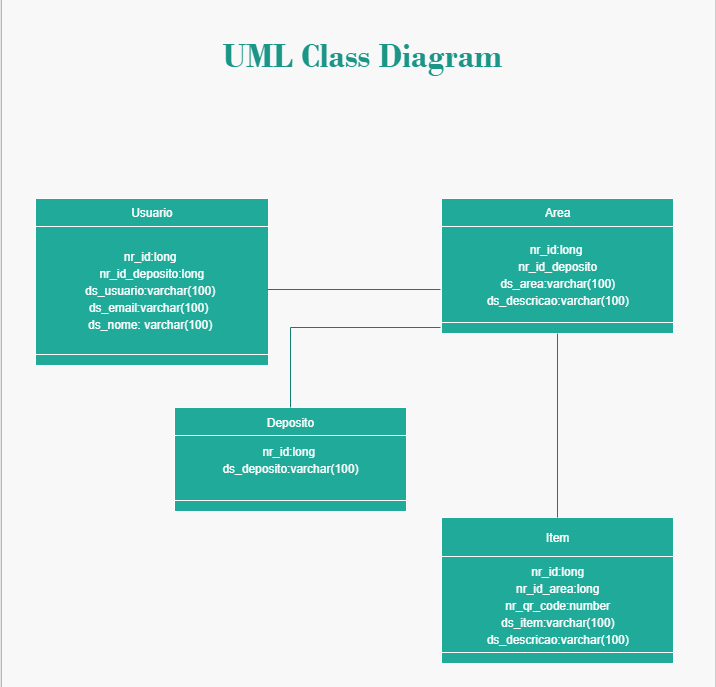 UML Class Diagram
Usuario
nr_id:long
nr_id_deposito:long
ds_usuario:varchar(100)
ds_email:varchar(100)
ds_nome: varchar(100)
Area
nr_id:long
nr_id_deposito
ds_area:varchar(100)
ds_descricao:varchar(100)
Deposito
nr_id:long
ds_deposito:varchar(100)
Item
nr_id:long
nr_id_area:long
nr_qr_code:number
ds_item:varchar(100)
ds_descricao:varchar(100)